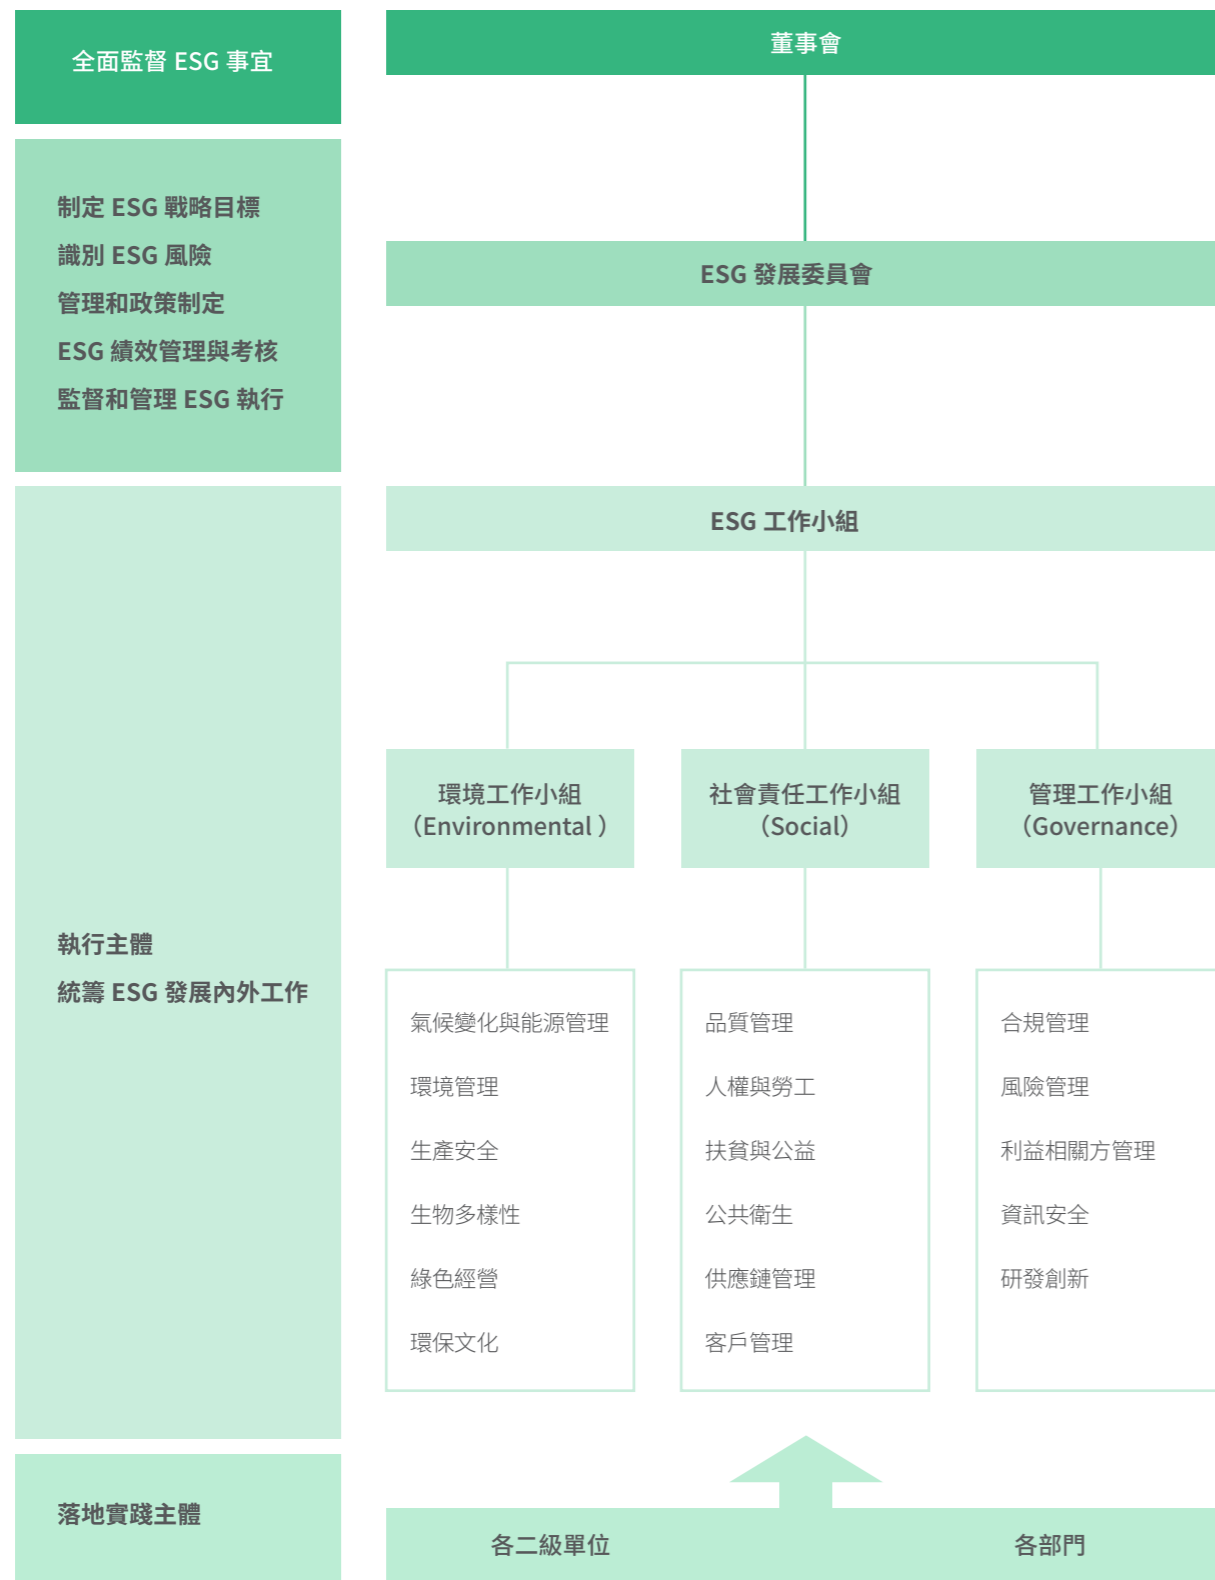 全面監督 ESG 事宜
董事會
制定 ESG 戰略目標
識別 ESG 風險
管理和政策制定
ESG 績效管理與考核
監督和管理 ESG 執行
ESG 發展委員會
ESG 工作小組
環境工作小組
（Environmental ）
社會責任工作小組
（Social）
管理工作小組
（Governance）
執行主體
統籌 ESG 發展內外工作
氣候變化與能源管理
環境管理
生產安全
生物多樣性
綠色經營
環保文化
品質管理
人權與勞工
扶貧與公益
公共衛生
供應鏈管理
客戶管理
合規管理
風險管理
利益相關方管理
資訊安全
研發創新
落地實踐主體
各二級單位
各部門